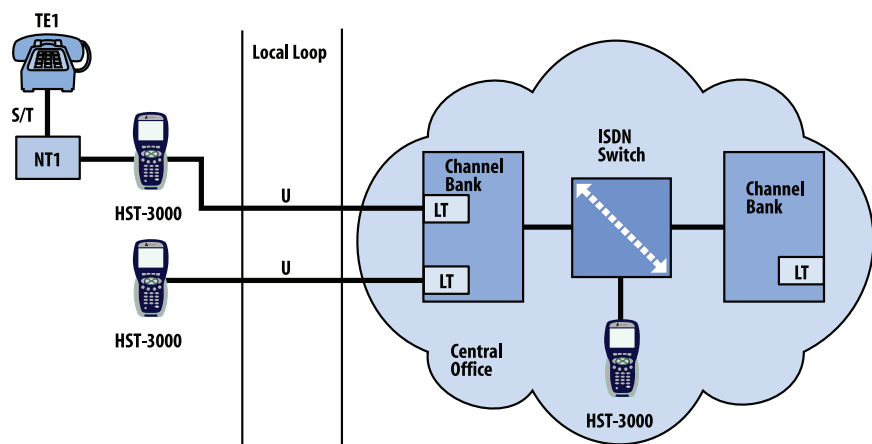 TE1
Local Loop
S/T
NT1
HST-3000
U
HST-3000
U
Channel
Bank
LT
LT
ISDN
Switch
Channel
Bank
LT
Central
Office
HST-3000